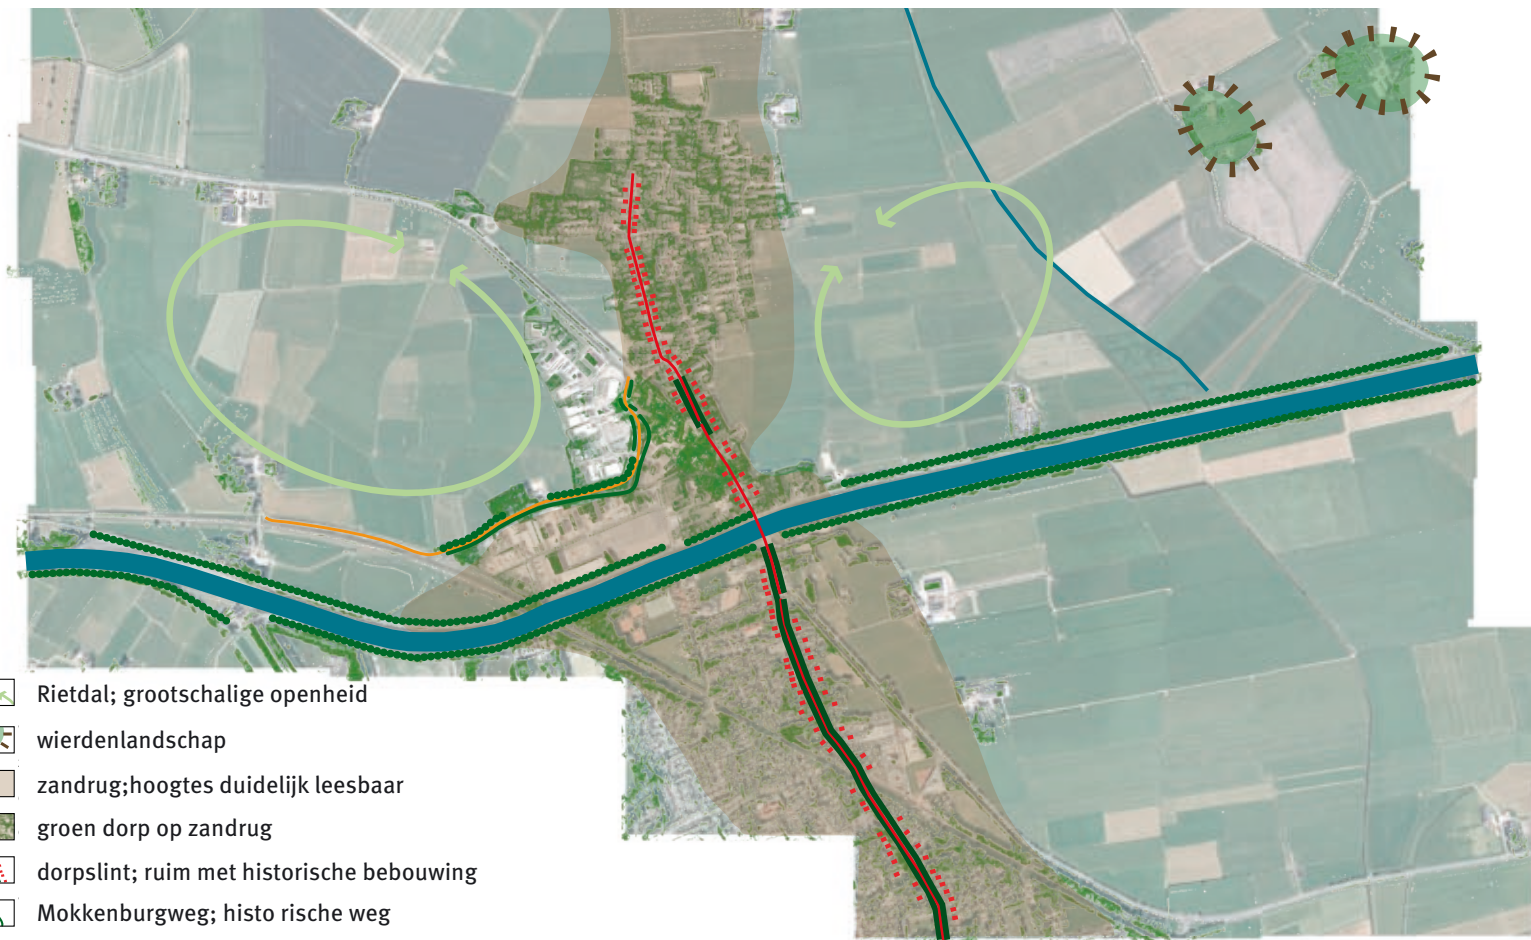 Rietdal; grootschalige openheid
wierdenlandschap
zandrug;hoogtes duidelijk leesbaar
groen dorp op zandrug
dorpslint; ruim met historische bebouwing
Mokkenburgweg; histo rische weg